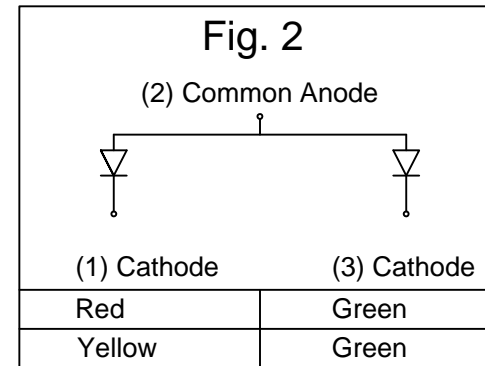 Fig. 2
(2) Common Anode
(1) Cathode (3) Cathode
Red Green
Yellow Green